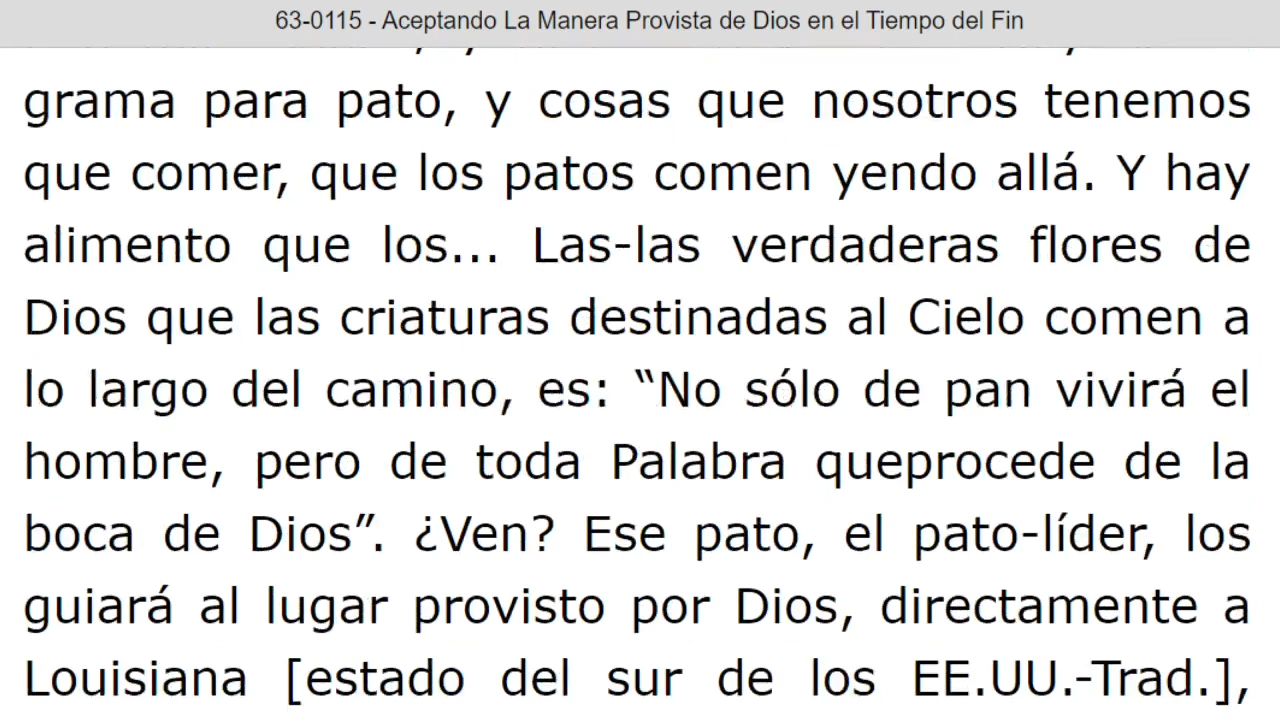 63-0115 - Aceptando La Manera Provista de Dios en el Tiempo del Fin
grama para pato, y cosas que nosotros tenemos
que comer, que los patos comen yendo allá. Y hay
alimento que los... Las-las verdaderas flores de
Dios que las criaturas destinadas al Cielo comen a
lo largo del camino, es: “No sólo de pan vivirá el
hombre, pero de toda Palabra queprocede de la
boca de Dios”. ¿Ven? Ese pato, el pato-líder, los
guiará al lugar provisto por Dios, directamente a
Louisiana [estado del sur de los EE.UU.-Trad.],